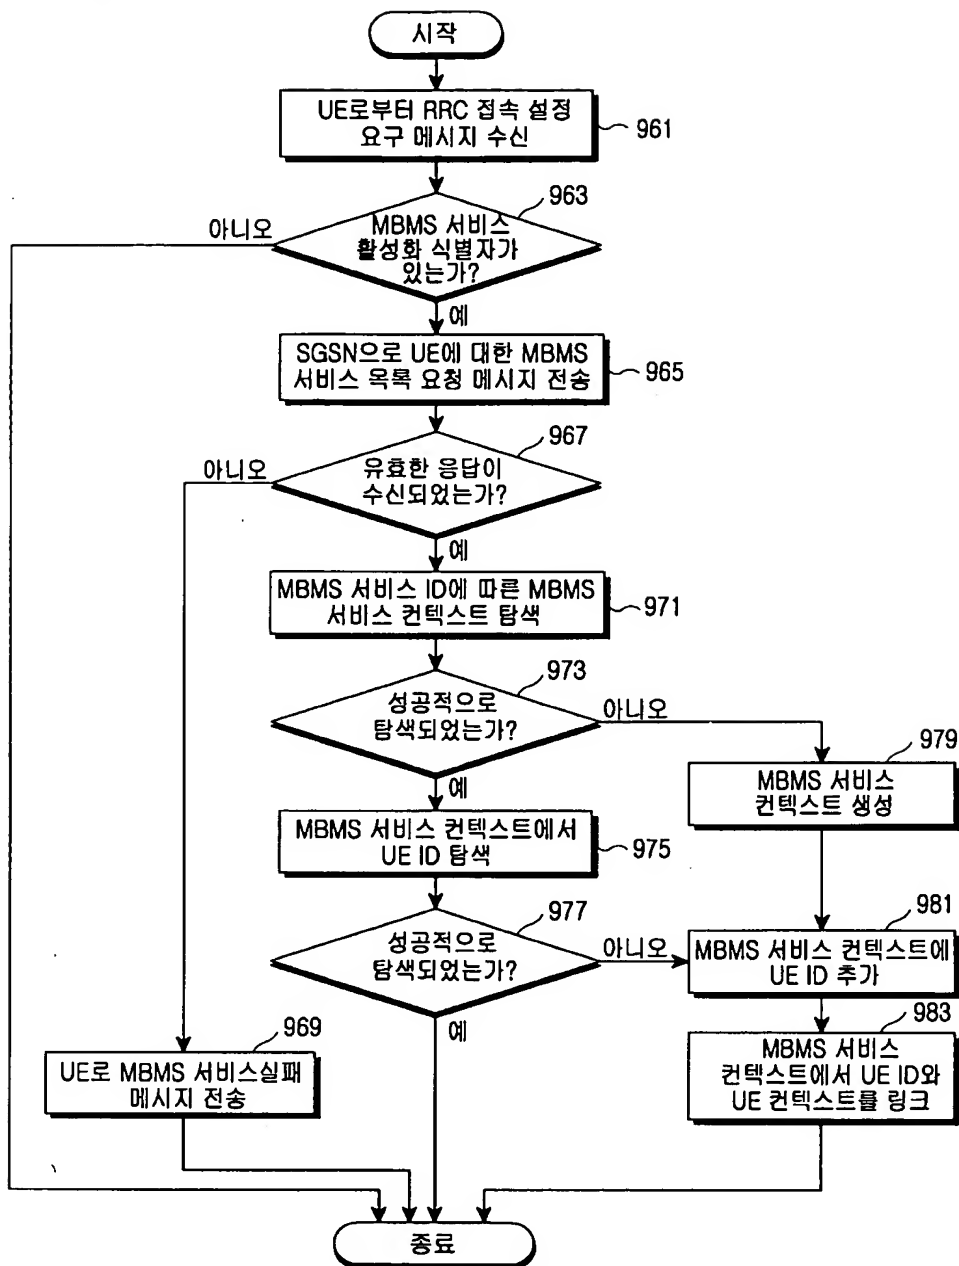 시작
UE로부터 RRC 접속 설정
요구 메시지 수신
961
963
아니오
MBMS 서비스
활성화 식별자가
있는가?
예
SGSN으로 UE에 대한 MBMS
서비스 목록 요청 메시지 전송
965
967
아니오
유효한 응답이
수신되었는가?
예
MBMS 서비스 ID에 따른 MBMS
서비스 컨텍스트 탐색
971
973
성공적으로
탐색되었는가?
아니오
예
979
MBMS 서비스
컨텍스트 생성
MBMS 서비스 컨텍스트에서
UE ID 탐색
975
977
성공적으로
탐색되었는가?
아니오
예
981
MBMS 서비스 컨텍스트에
UE ID 추가
983
MBMS 서비스
컨텍스트에서 UE ID와
UE 컨텍스트를 링크
969
UE로 MBMS 서비스실패
메시지 전송
종료